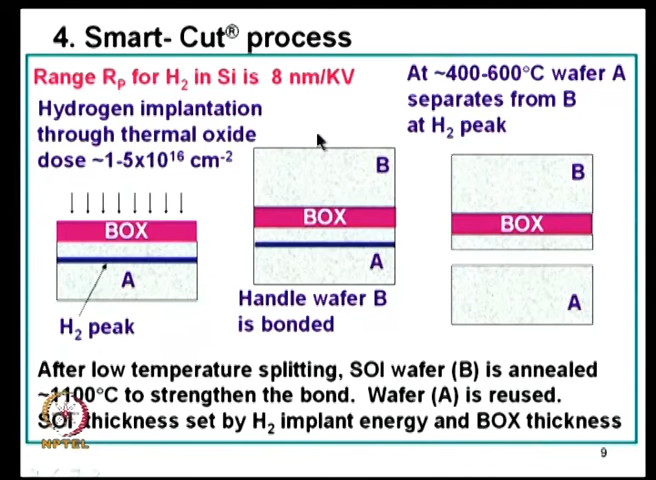 4. Smart- Cut® process
Range Rp for H2 in Si is 8 nm/KV
Hydrogen implantation
through thermal oxide
dose ~1-5x10¹⁶ cm⁻²
BOX
A
H2 peak
B
BOX
A
Handle wafer B
is bonded
At ~400-600°C wafer A
separates from B
at H2 peak
B
BOX
A
After low temperature splitting, SOI wafer (B) is annealed
~1100°C to strengthen the bond. Wafer (A) is reused.
SOI thickness set by H2 implant energy and BOX thickness
NPTEL
9